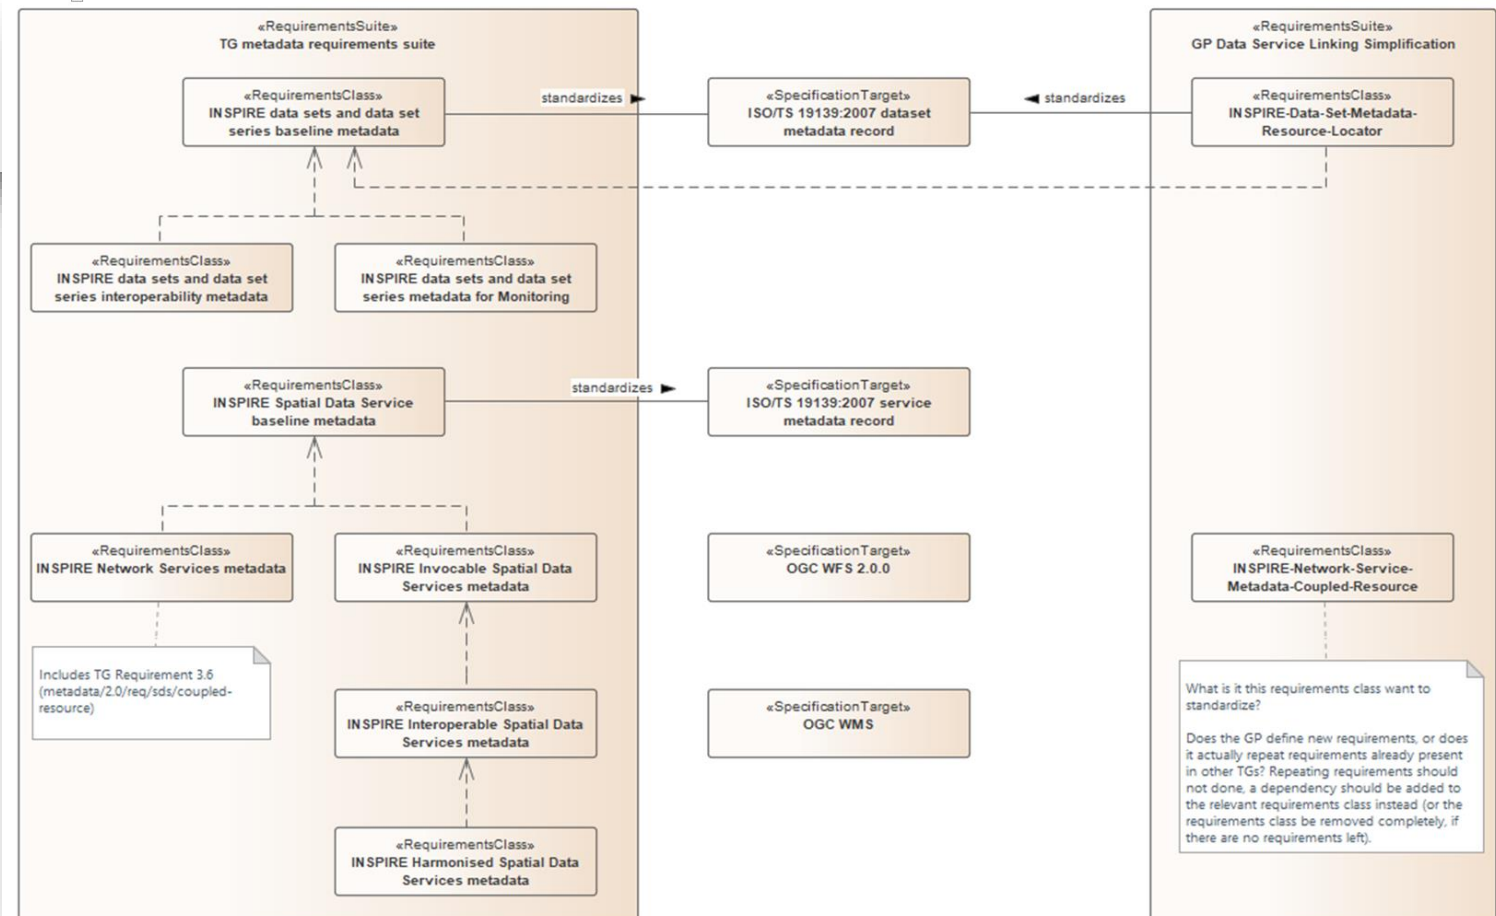 «RequirementsSuite»
TG metadata requirements suite
«RequirementsClass»
INSPIRE data sets and data set
series baseline metadata
standardizes
«SpecificationTarget»
ISO/TS 19139:2007 dataset
metadata record
standardizes
«RequirementsSuite»
GP Data Service Linking Simplification
«RequirementsClass»
INSPIRE-Data-Set-Metadata-
Resource-Locator
«RequirementsClass»
INSPIRE data sets and data set
series interoperability metadata
«RequirementsClass»
INSPIRE data sets and data set
series metadata for Monitoring
«RequirementsClass»
INSPIRE Spatial Data Service
baseline metadata
standardizes
«SpecificationTarget»
ISO/TS 19139:2007 service
metadata record
«RequirementsClass»
INSPIRE Network Services metadata
«RequirementsClass»
INSPIRE Invocable Spatial Data
Services metadata
«SpecificationTarget»
OGC WFS 2.0.0
«RequirementsClass»
INSPIRE-Network-Service-
Metadata-Coupled-Resource
Includes TG Requirement 3.6
(metadata/2.0/req/sds/coupled-
resource)
«RequirementsClass»
INSPIRE Interoperable Spatial Data
Services metadata
«SpecificationTarget»
OGC WMS
What is it this requirements class want to
standardize?
Does the GP define new requirements, or does
it actually repeat requirements already present
in other TGs? Repeating requirements should
not done, a dependency should be added to
the relevant requirements class instead (or the
requirements class be removed completely, if
there are no requirements left).
«RequirementsClass»
INSPIRE Harmonised Spatial Data
Services metadata